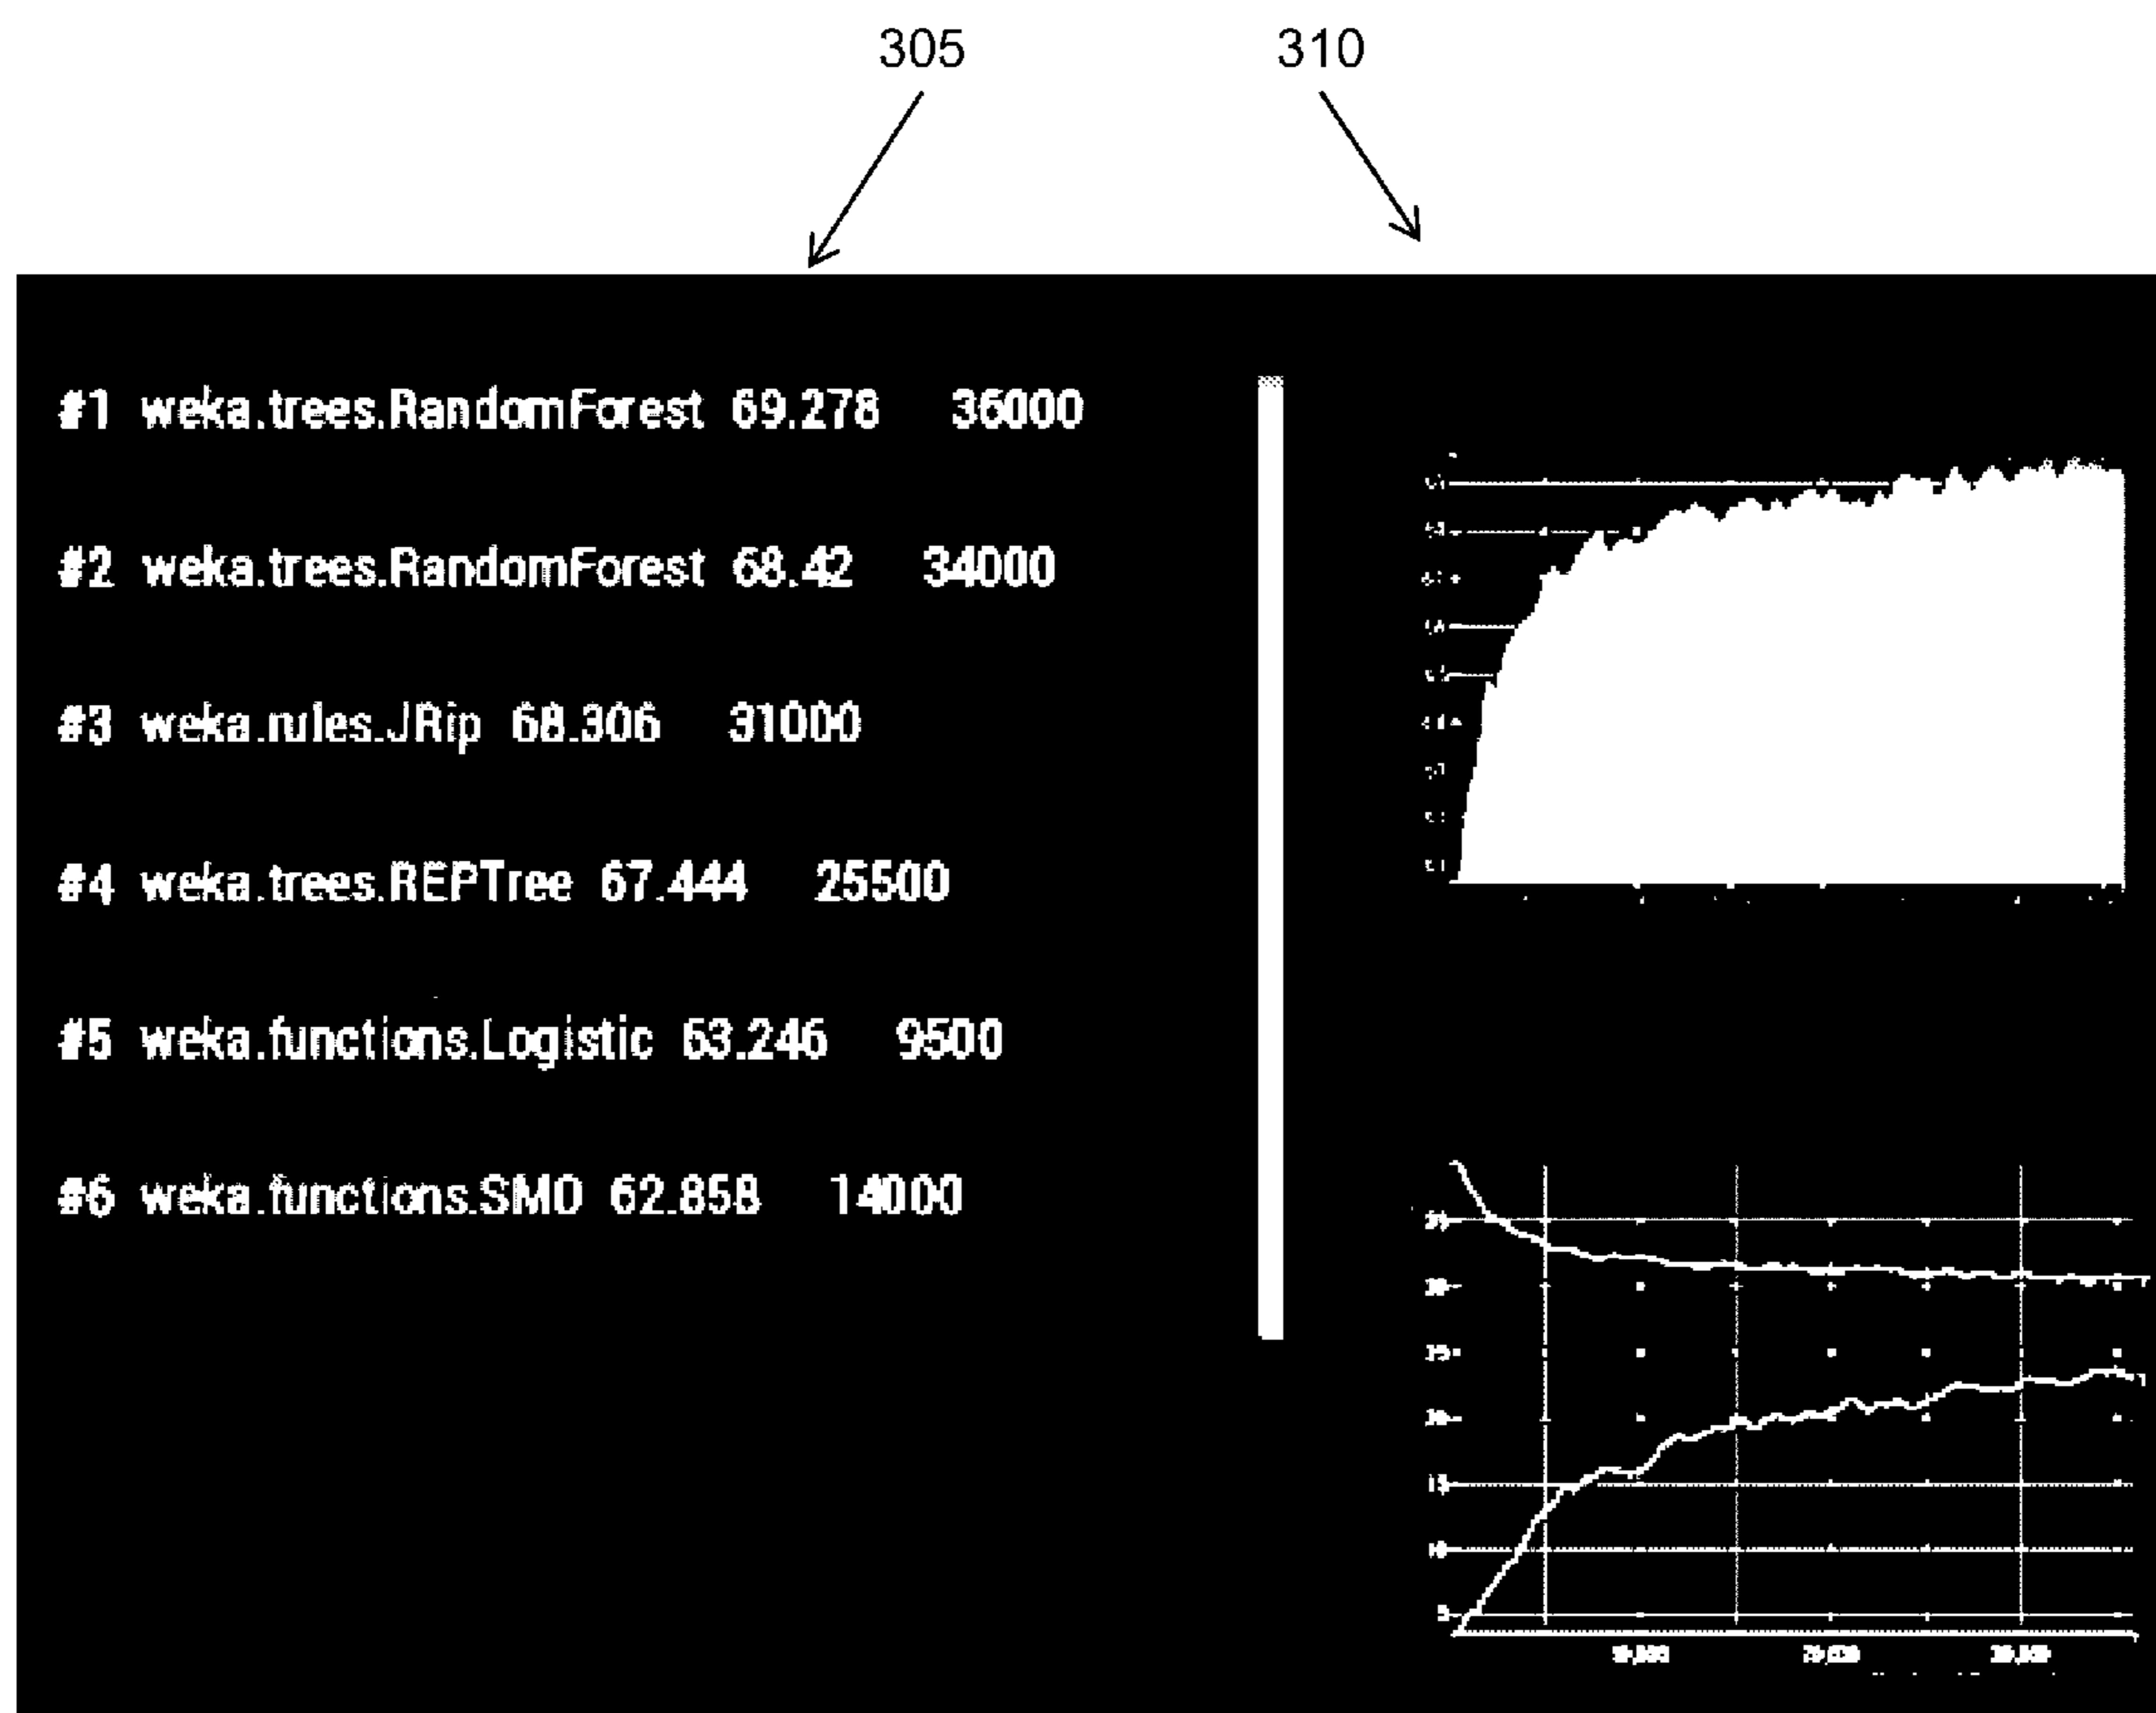 305 310
#1 weka.trees.RandomForest 69.278 36000
#2 weka.trees.RandomForest 68.42 34000
#3 weka.rules.JRip 68.306 31000
#4 weka.trees.REPTree 67.444 25500
#5 weka.functions.Logistic 63.246 9500
#6 weka.functions.SMO 62.858 14000